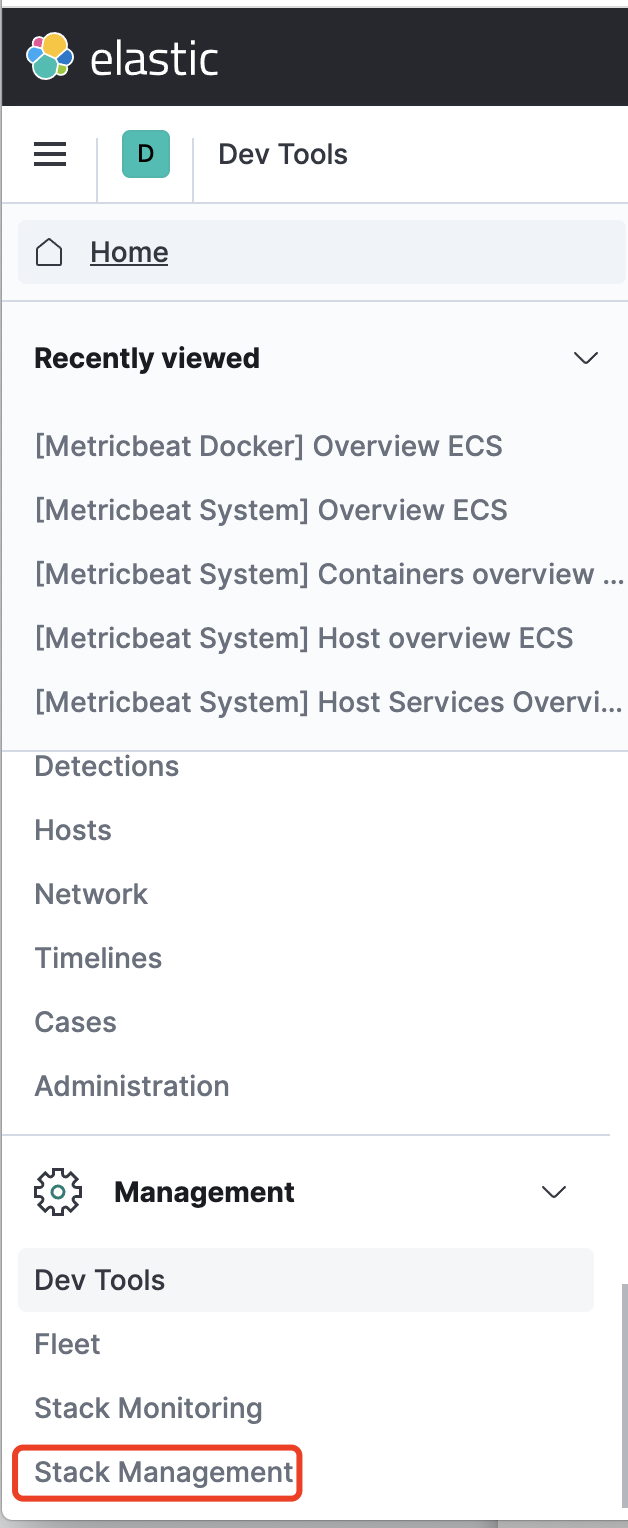 elastic
D
Dev Tools
Home
Recently viewed
[Metricbeat Docker] Overview ECS
[Metricbeat System] Overview ECS
[Metricbeat System] Containers overview ...
[Metricbeat System] Host overview ECS
[Metricbeat System] Host Services Overvi...
Detections
Hosts
Network
Timelines
Cases
Administration
Management
Dev Tools
Fleet
Stack Monitoring
Stack Management